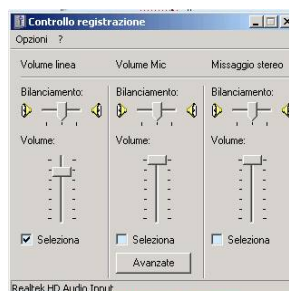 Controllo registrazione
Opzioni ?
Volume linea Volume Mic Missaggio stereo
Bilanciamento: Bilanciamento: Bilanciamento:
Volume: Volume: Volume:
Seleziona Seleziona Seleziona
Avanzate
Realtek HD Audio Input